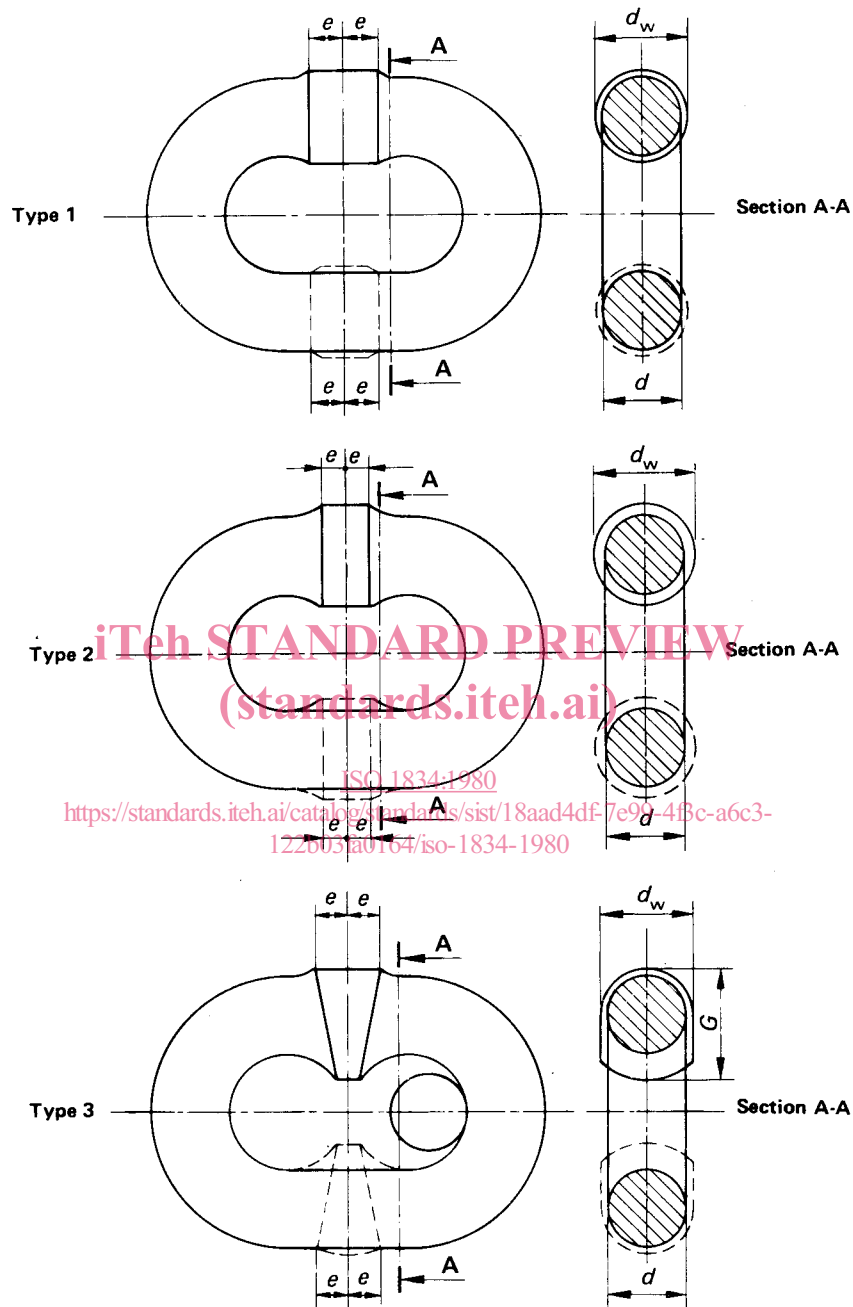 e e
A
d_w
Type 1
Section A-A
A
e e
d
e e
A
d_w
iTeh STANDARD PREVIEW
Type 2
Section A-A
(standards.iteh.ai)
ISO 1834:1980
https://standards.iteh.ai/catalog/standards/sist/18aad4df-7e99-4f3c-a6c3-
A
d
122b03fa0164/iso-1834-1980
e e
e e
d_w
A
G
Type 3
Section A-A
A
e e
d